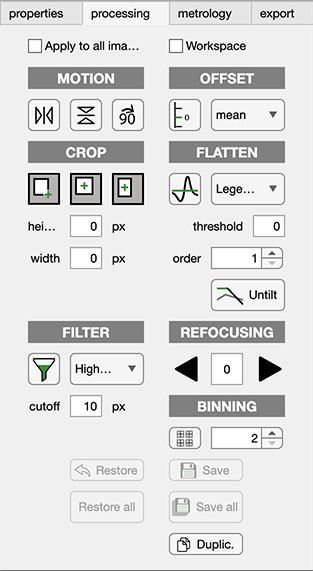 properties processing metrology export
Apply to all ima... Workspace
MOTION OFFSET
90 0 mean
CROP FLATTEN
Lege...
hei... 0 px threshold 0
width 0 px order 1
Untilt
FILTER REFOCUSING
High... 0
cutoff 10 px BINNING
2
Restore Save
Restore all Save all
Duplic.